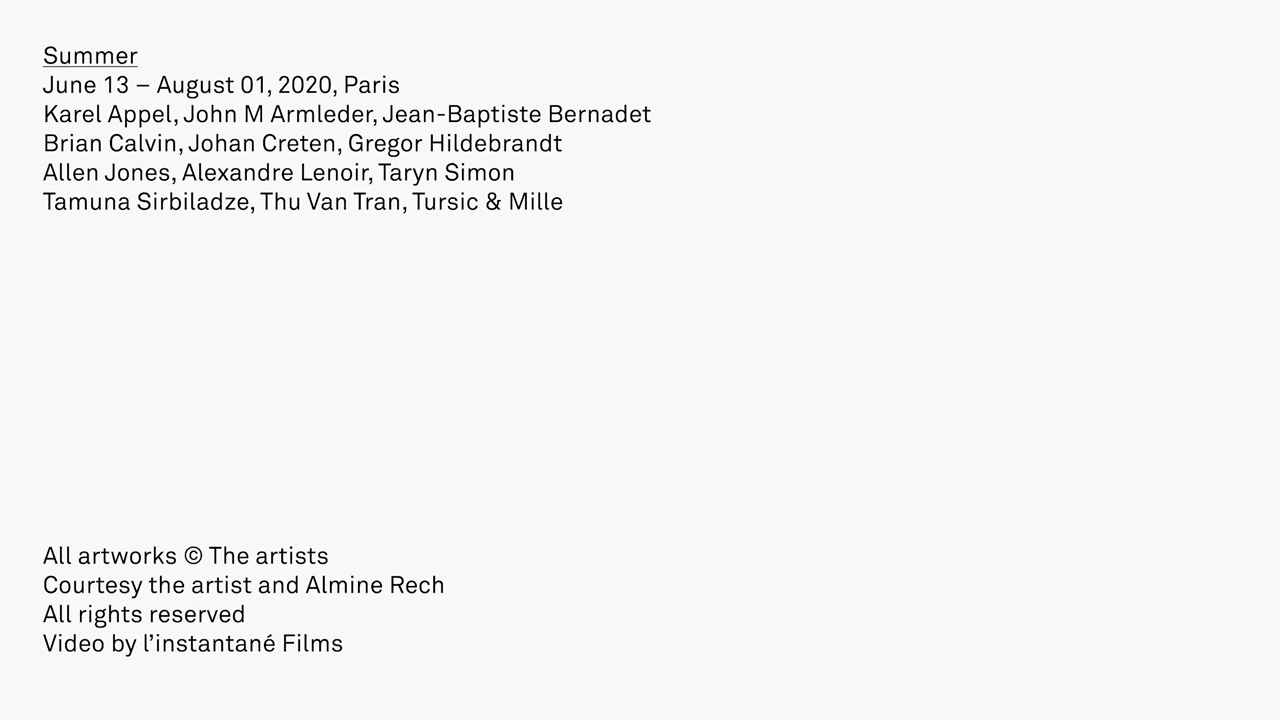 Summer
June 13 – August 01, 2020, Paris
Karel Appel, John M Armleder, Jean-Baptiste Bernadet
Brian Calvin, Johan Creten, Gregor Hildebrandt
Allen Jones, Alexandre Lenoir, Taryn Simon
Tamuna Sirbiladze, Thu Van Tran, Tursic & Mille
All artworks © The artists
Courtesy the artist and Almine Rech
All rights reserved
Video by l’instantané Films